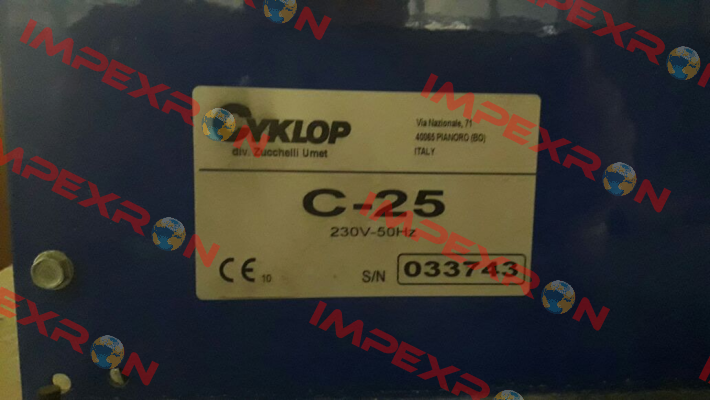 CYKLOP
div. Zucchelli Umet
Via Nazionale, 71
40065 PIANORO (BO)
ITALY
C-25
230V-50Hz
CE 10
S/N 033743
IMPEXRON
IMPEXRON
IMPEXRON
IMPEXRON
IMPEXRON
IMPEXRON
IMPEXRON
IMPEXRON